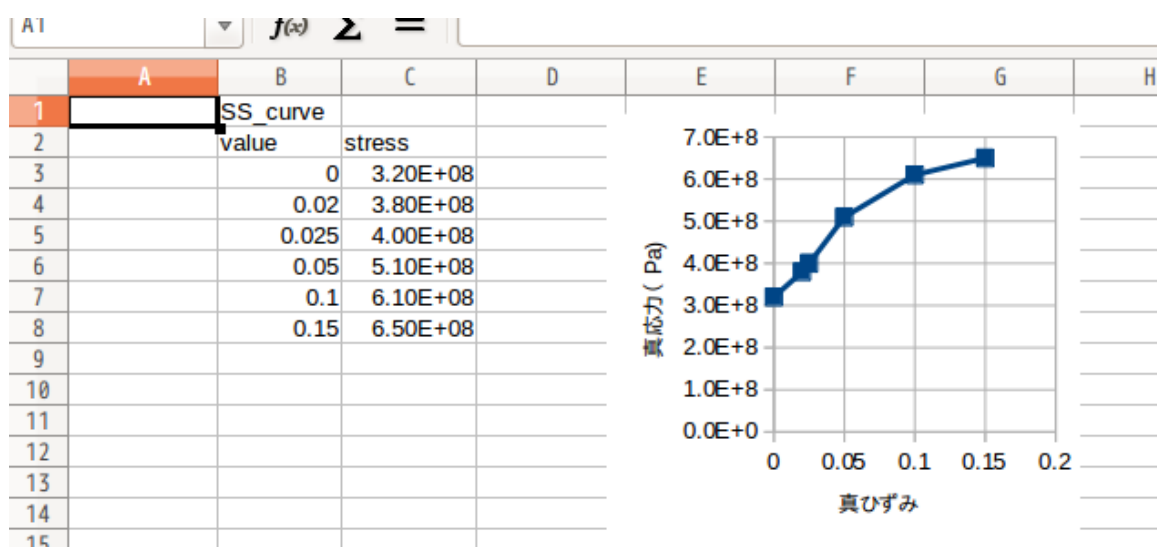 A1 f(x) Σ =
A B C D E F G H
1 SS_curve
2 value stress
3 0 3.20E+08
4 0.02 3.80E+08
5 0.025 4.00E+08
6 0.05 5.10E+08
7 0.1 6.10E+08
8 0.15 6.50E+08
9
10
11
12
13
14
15
7.0E+8
6.0E+8
5.0E+8
4.0E+8
3.0E+8
2.0E+8
1.0E+8
0.0E+0
真応力( Pa)
0 0.05 0.1 0.15 0.2
真ひずみ